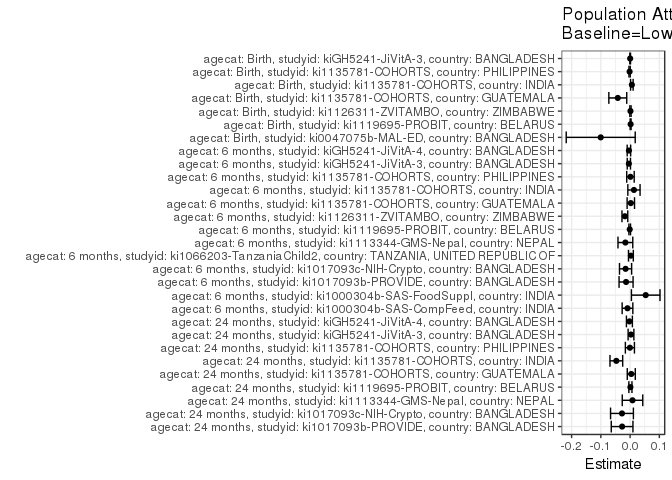 Population Att
Baseline=Low
agecat: Birth, studyid: kiGH5241-JiVitA-3, country: BANGLADESH
agecat: Birth, studyid: ki1135781-COHORTS, country: PHILIPPINES
agecat: Birth, studyid: ki1135781-COHORTS, country: INDIA
agecat: Birth, studyid: ki1135781-COHORTS, country: GUATEMALA
agecat: Birth, studyid: ki1126311-ZVITAMBO, country: ZIMBABWE
agecat: Birth, studyid: ki1119695-PROBIT, country: BELARUS
agecat: Birth, studyid: ki0047075b-MAL-ED, country: BANGLADESH
agecat: 6 months, studyid: kiGH5241-JiVitA-4, country: BANGLADESH
agecat: 6 months, studyid: kiGH5241-JiVitA-3, country: BANGLADESH
agecat: 6 months, studyid: ki1135781-COHORTS, country: PHILIPPINES
agecat: 6 months, studyid: ki1135781-COHORTS, country: INDIA
agecat: 6 months, studyid: ki1135781-COHORTS, country: GUATEMALA
agecat: 6 months, studyid: ki1126311-ZVITAMBO, country: ZIMBABWE
agecat: 6 months, studyid: ki1119695-PROBIT, country: BELARUS
agecat: 6 months, studyid: ki1113344-GMS-Nepal, country: NEPAL
agecat: 6 months, studyid: ki1066203-TanzaniaChild2, country: TANZANIA, UNITED REPUBLIC OF
agecat: 6 months, studyid: ki1017093c-NIH-Crypto, country: BANGLADESH
agecat: 6 months, studyid: ki1017093b-PROVIDE, country: BANGLADESH
agecat: 6 months, studyid: ki1000304b-SAS-FoodSuppl, country: INDIA
agecat: 6 months, studyid: ki1000304b-SAS-CompFeed, country: INDIA
agecat: 24 months, studyid: kiGH5241-JiVitA-4, country: BANGLADESH
agecat: 24 months, studyid: kiGH5241-JiVitA-3, country: BANGLADESH
agecat: 24 months, studyid: ki1135781-COHORTS, country: PHILIPPINES
agecat: 24 months, studyid: ki1135781-COHORTS, country: INDIA
agecat: 24 months, studyid: ki1135781-COHORTS, country: GUATEMALA
agecat: 24 months, studyid: ki1119695-PROBIT, country: BELARUS
agecat: 24 months, studyid: ki1113344-GMS-Nepal, country: NEPAL
agecat: 24 months, studyid: ki1017093c-NIH-Crypto, country: BANGLADESH
agecat: 24 months, studyid: ki1017093b-PROVIDE, country: BANGLADESH
-0.2 -0.1 0.0 0.1
Estimate